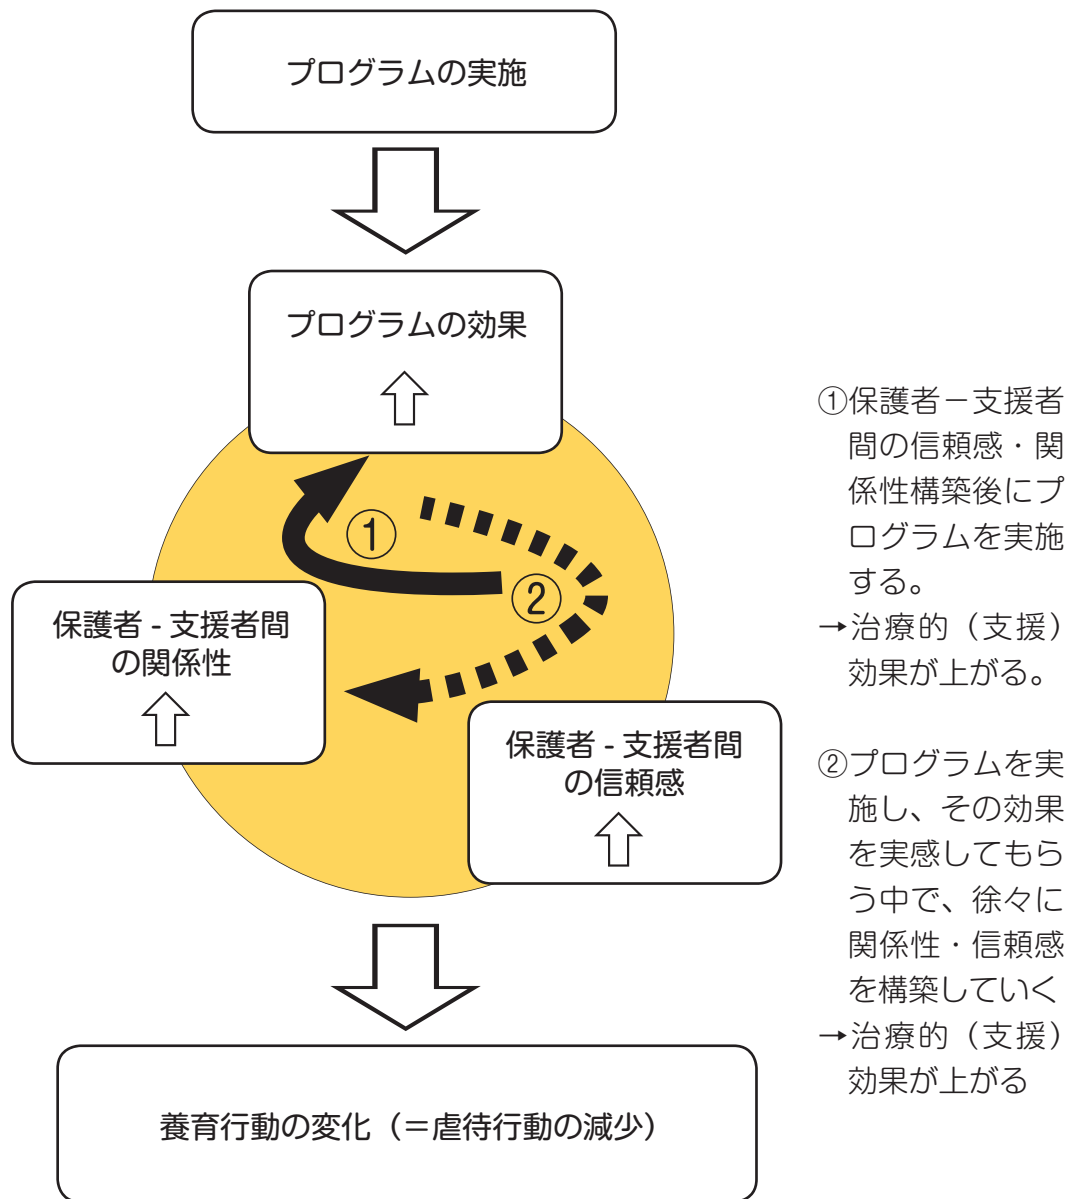 プログラムの実施
プログラムの効果
①
②
保護者 - 支援者間
の関係性
保護者 - 支援者間
の信頼感
養育行動の変化（＝虐待行動の減少）
①保護者－支援者
間の信頼感・関
係性構築後にプ
ログラムを実施
する。
→治療的（支援）
効果が上がる。
②プログラムを実
施し、その効果
を実感してもら
う中で、徐々に
関係性・信頼感
を構築していく
→治療的（支援）
効果が上がる